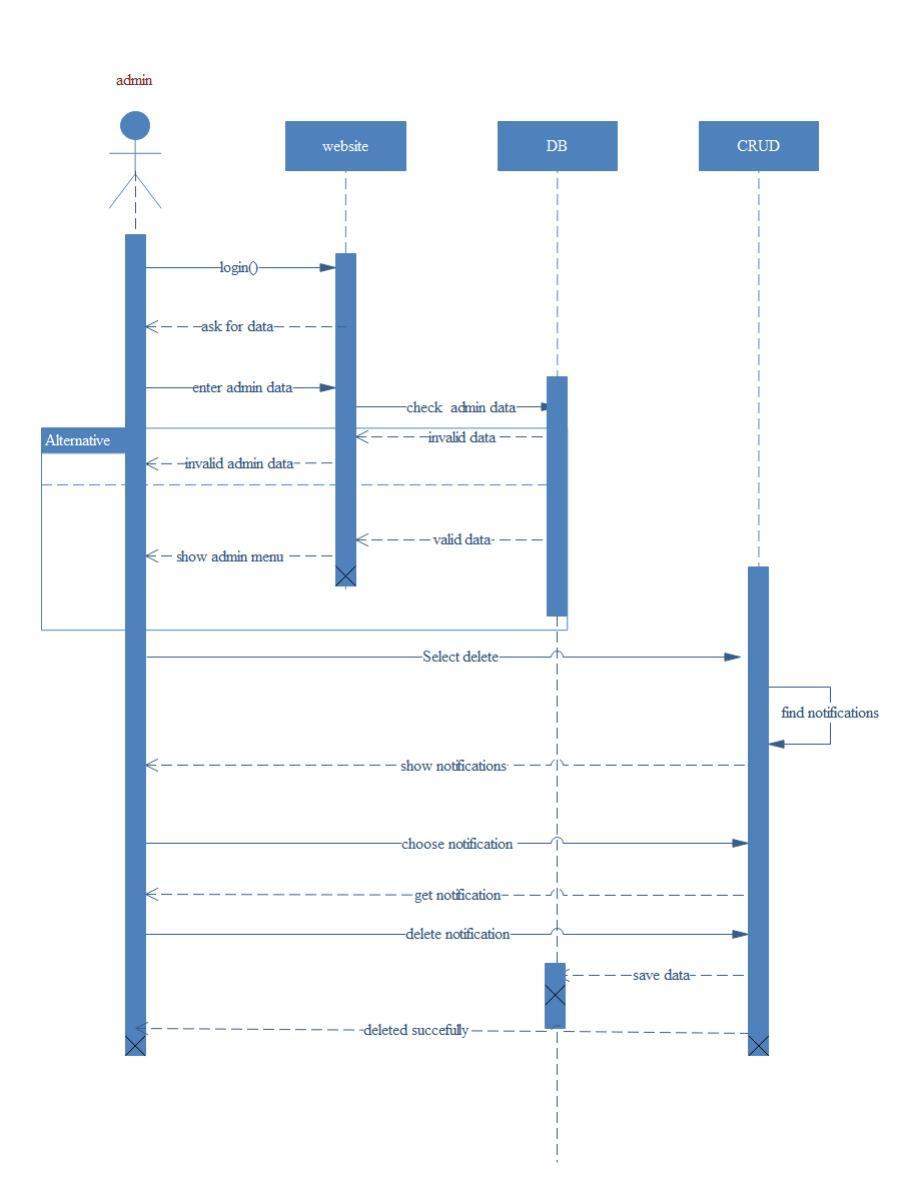 admin
website
DB
CRUD
login()
ask for data
enter admin data
check admin data
Alternative
invalid data
invalid admin data
valid data
show admin menu
Select delete
find notifications
show notifications
choose notification
get notification
delete notification
save data
deleted succefully